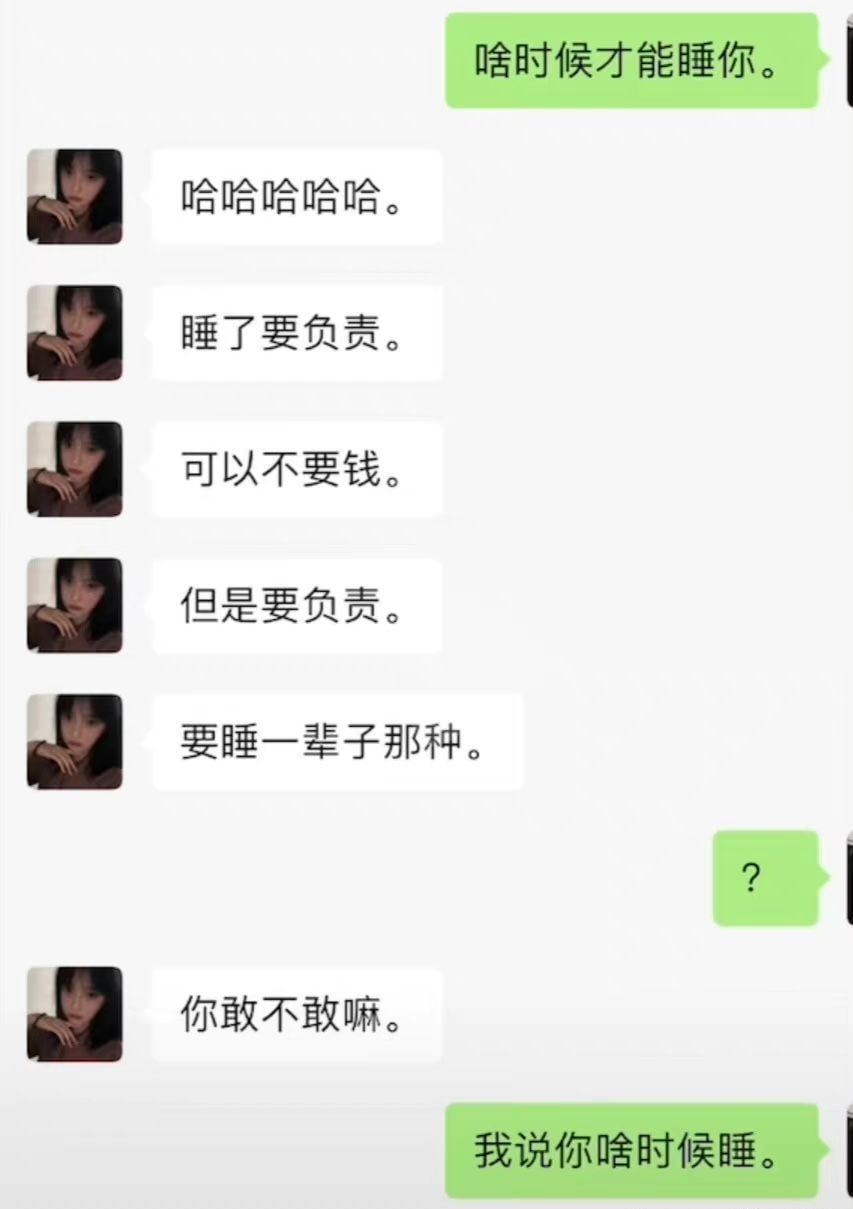 啥时候才能睡你。
哈哈哈哈哈。
睡了要负责。
可以不要钱。
但是要负责。
要睡一辈子那种。
？
你敢不敢嘛。
我说你啥时候睡。